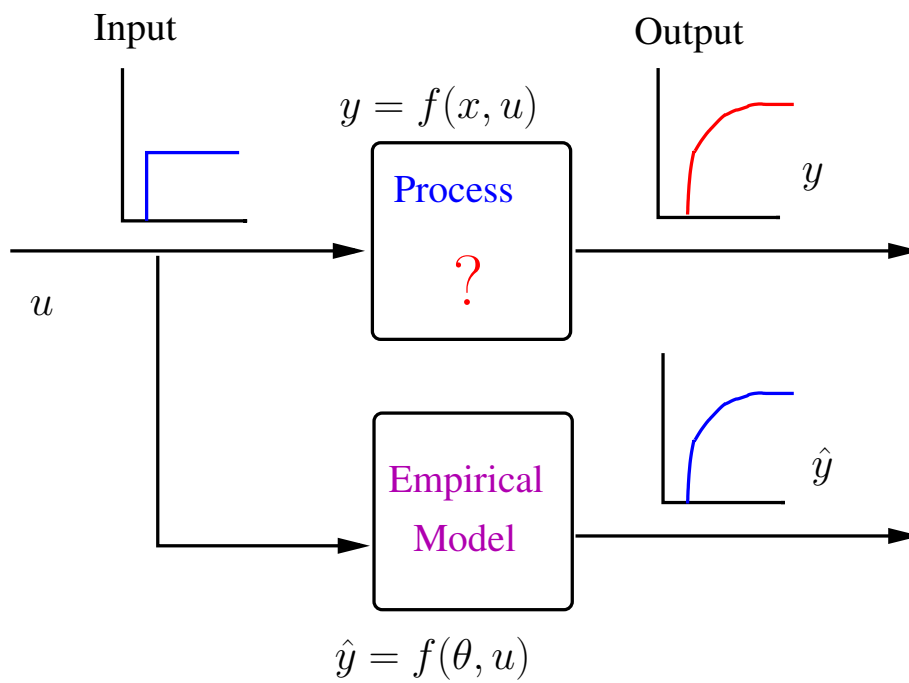 Input
Output
y = f(x, u)
Process
?
y
u
Empirical
Model
ŷ
ŷ = f(θ, u)